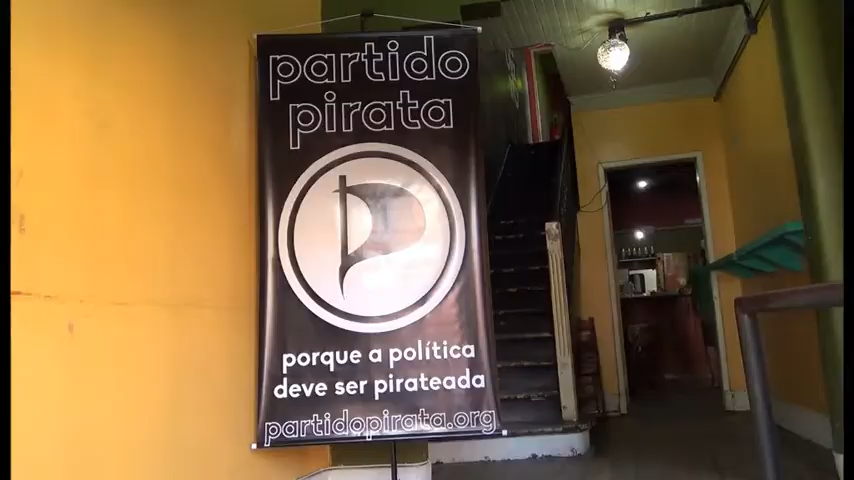 partido
pirata
porque a política
deve ser pirateada
partidopirata.org